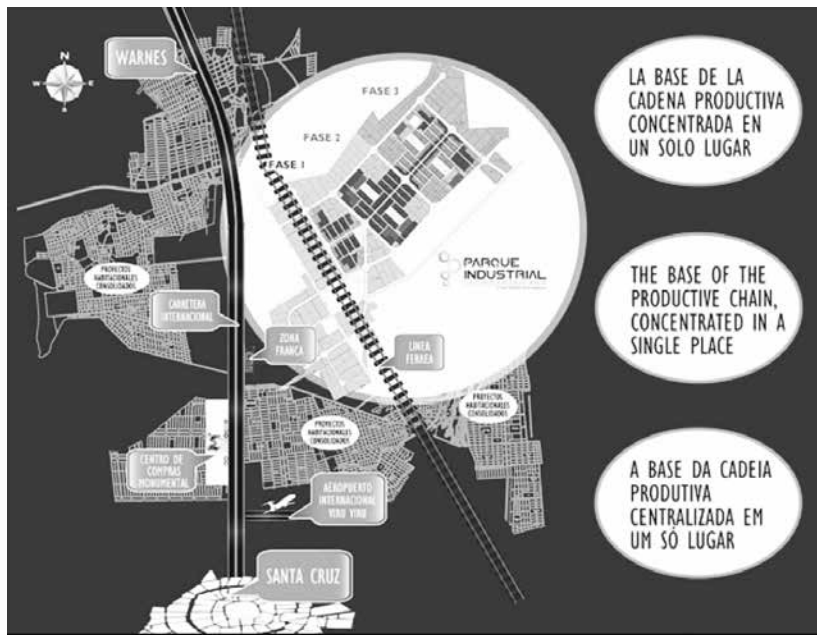 N
W
E
S
WARNES
FASE 3
FASE 2
FASE 1
PARQUE
INDUSTRIAL
PROYECTOS
HABITACIONALES
CONSOLIDADOS
CARRETERA
INTERNACIONAL
ZONA
FRANCA
LINEA
FERREA
PROYECTOS
HABITACIONALES
CONSOLIDADOS
PROYECTOS
HABITACIONALES
CONSOLIDADOS
CENTRO DE
COMPRAS
MONUMENTAL
AEROPUERTO
INTERNACIONAL
VIRU VIRU
SANTA CRUZ
LA BASE DE LA
CADENA PRODUCTIVA
CONCENTRADA EN
UN SOLO LUGAR
THE BASE OF THE
PRODUCTIVE CHAIN,
CONCENTRATED IN A
SINGLE PLACE
A BASE DA CADEIA
PRODUTIVA
CENTRALIZADA EM
UM SÓ LUGAR